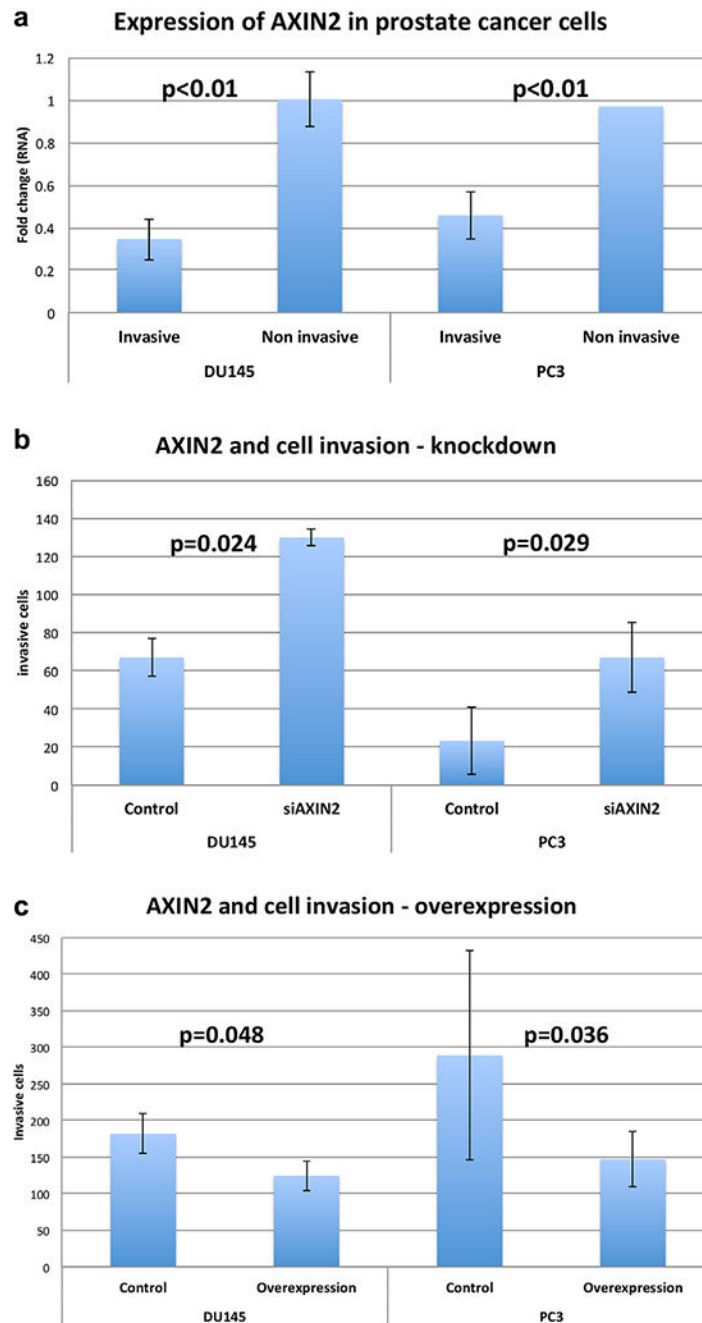 a
Expression of AXIN2 in prostate cancer cells
1.2
1
0.8
0.6
0.4
0.2
0
Fold change (RNA)
p<0.01
p<0.01
Invasive
Non invasive
Invasive
Non invasive
DU145
PC3
b
AXIN2 and cell invasion - knockdown
160
140
120
100
80
60
40
20
0
invasive cells
p=0.024
p=0.029
Control
siAXIN2
Control
siAXIN2
DU145
PC3
c
AXIN2 and cell invasion - overexpression
450
400
350
300
250
200
150
100
50
0
Invasive cells
p=0.048
p=0.036
Control
Overexpression
Control
Overexpression
DU145
PC3